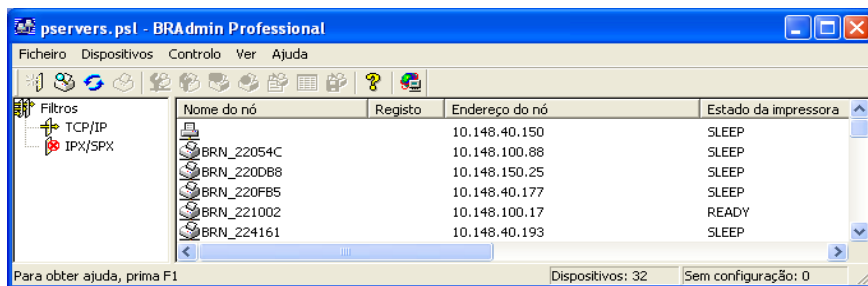 pservers.psl - BRAdmin Professional
Ficheiro Dispositivos Controlo Ver Ajuda
Filtros
TCP/IP
IPX/SPX
Nome do nó Registo Endereço do nó Estado da impressora
10.148.40.150 SLEEP
BRN_22054C 10.148.100.88 SLEEP
BRN_220DB8 10.148.150.25 SLEEP
BRN_220FB5 10.148.40.177 SLEEP
BRN_221002 10.148.100.17 READY
BRN_224161 10.148.40.193 SLEEP
Para obter ajuda, prima F1 Dispositivos: 32 Sem configuração: 0